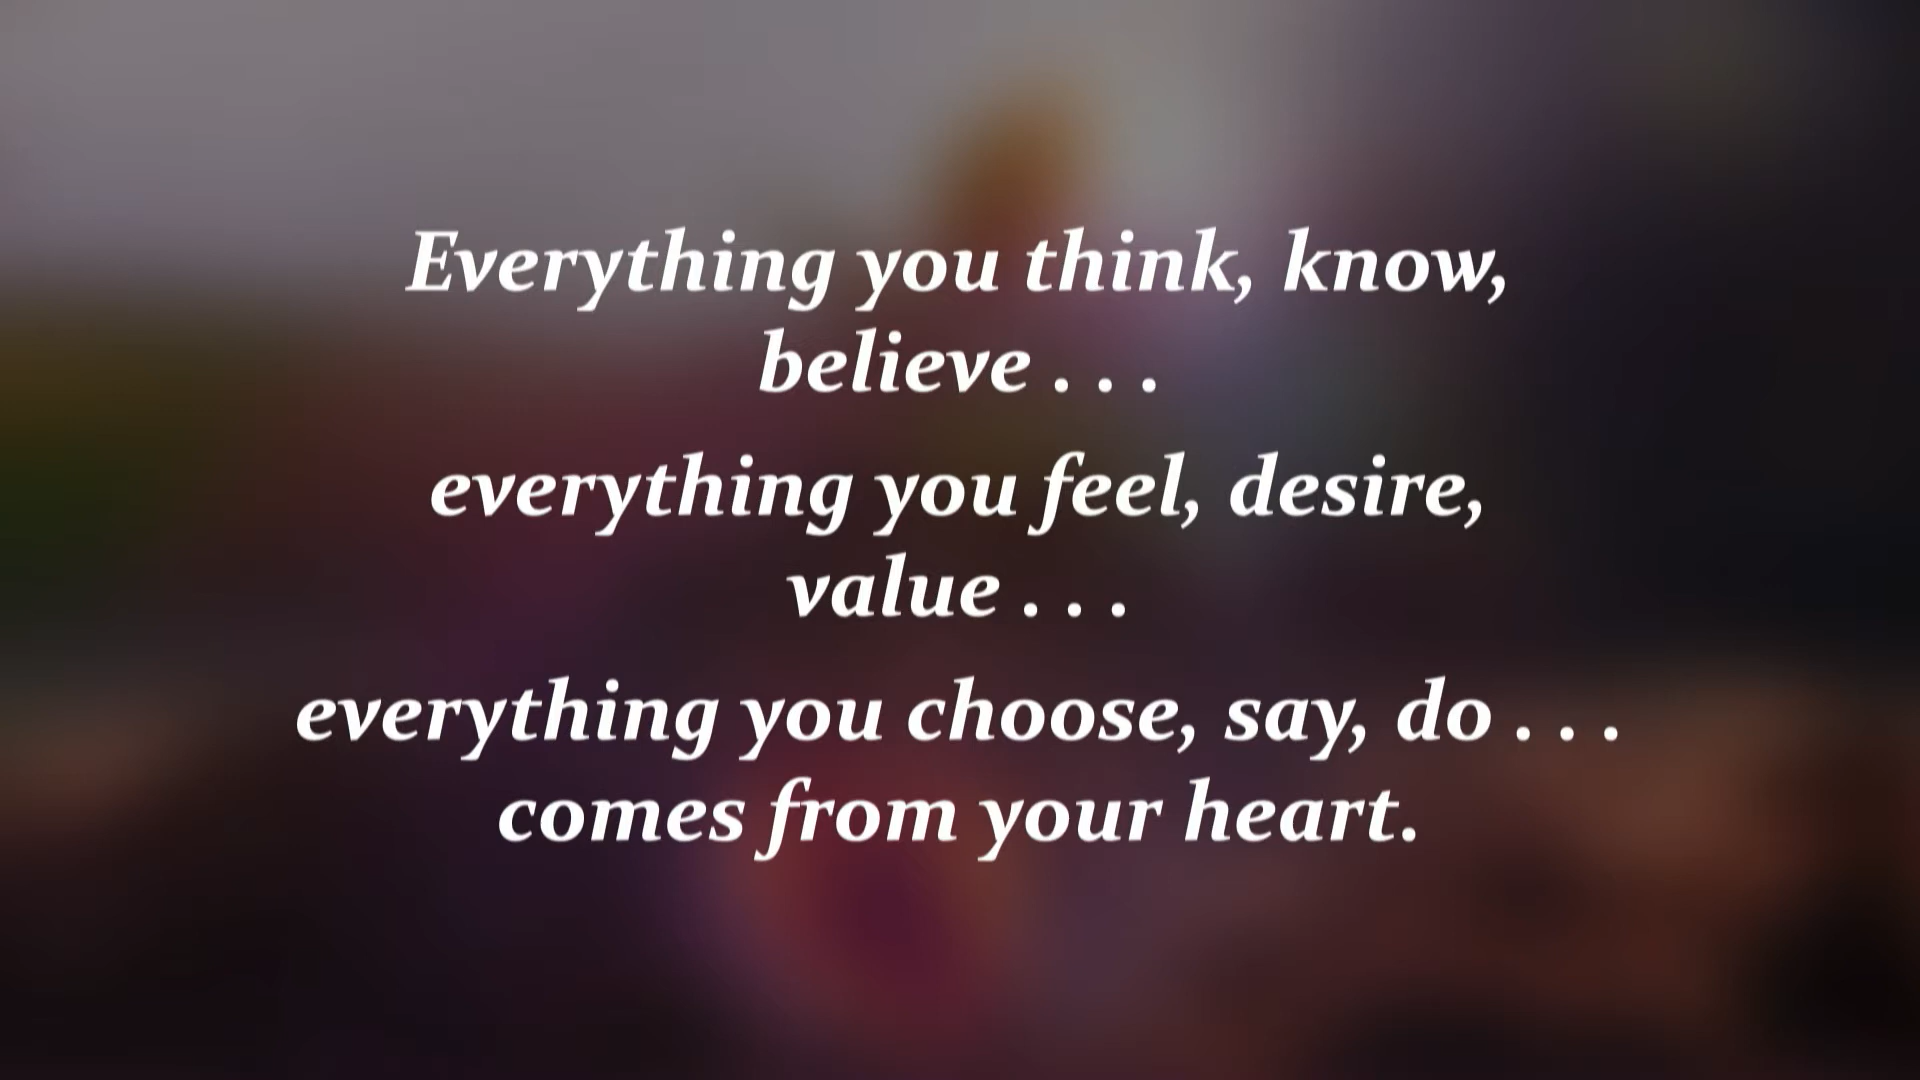 Everything you think, know,
believe . . .
everything you feel, desire,
value . . .
everything you choose, say, do . . .
comes from your heart.